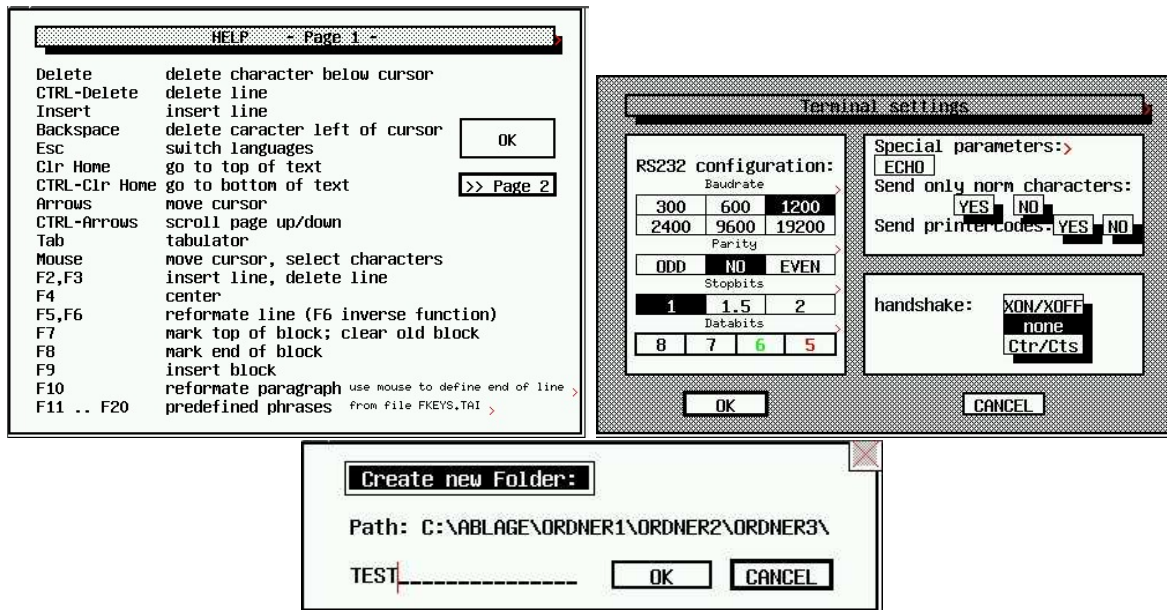 HELP - Page 1 -
Delete delete character below cursor
CTRL-Delete delete line
Insert insert line
Backspace delete caracter left of cursor
Esc switch languages
Clr Home go to top of text
CTRL-Clr Home go to bottom of text
Arrows move cursor
CTRL-Arrows scroll page up/down
Tab tabulator
Mouse move cursor, select characters
F2,F3 insert line, delete line
F4 center
F5,F6 reformate line (F6 inverse function)
F7 mark top of block; clear old block
F8 mark end of block
F9 insert block
F10 reformate paragraph use mouse to define end of line
F11 .. F20 predefined phrases from file FKEYS.TAI
OK
>> Page 2
Terminal settings
RS232 configuration:
Baudrate
300 600 1200
2400 9600 19200
Parity
ODD NO EVEN
Stopbits
1 1.5 2
Databits
8 7 6 5
Special parameters:
ECHO
Send only norm characters:
YES NO
Send printercodes: YES NO
handshake: XON/XOFF
none
Ctr/Cts
OK CANCEL
Create new Folder:
Path: C:\ABLAGE\ORDNER1\ORDNER2\ORDNER3\
TEST_______________ OK CANCEL